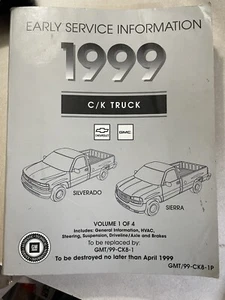 EARLY SERVICE INFORMATION
1999
C/K TRUCK
CHEVROLET
GMC
SILVERADO
SIERRA
VOLUME 1 OF 4
Includes: General Information, HVAC,
Steering, Suspension, Driveline/Axle and Brakes
To be replaced by:
GMT/99-CK8-1
To be destroyed no later than April 1999
GMT/99-CK8-1P